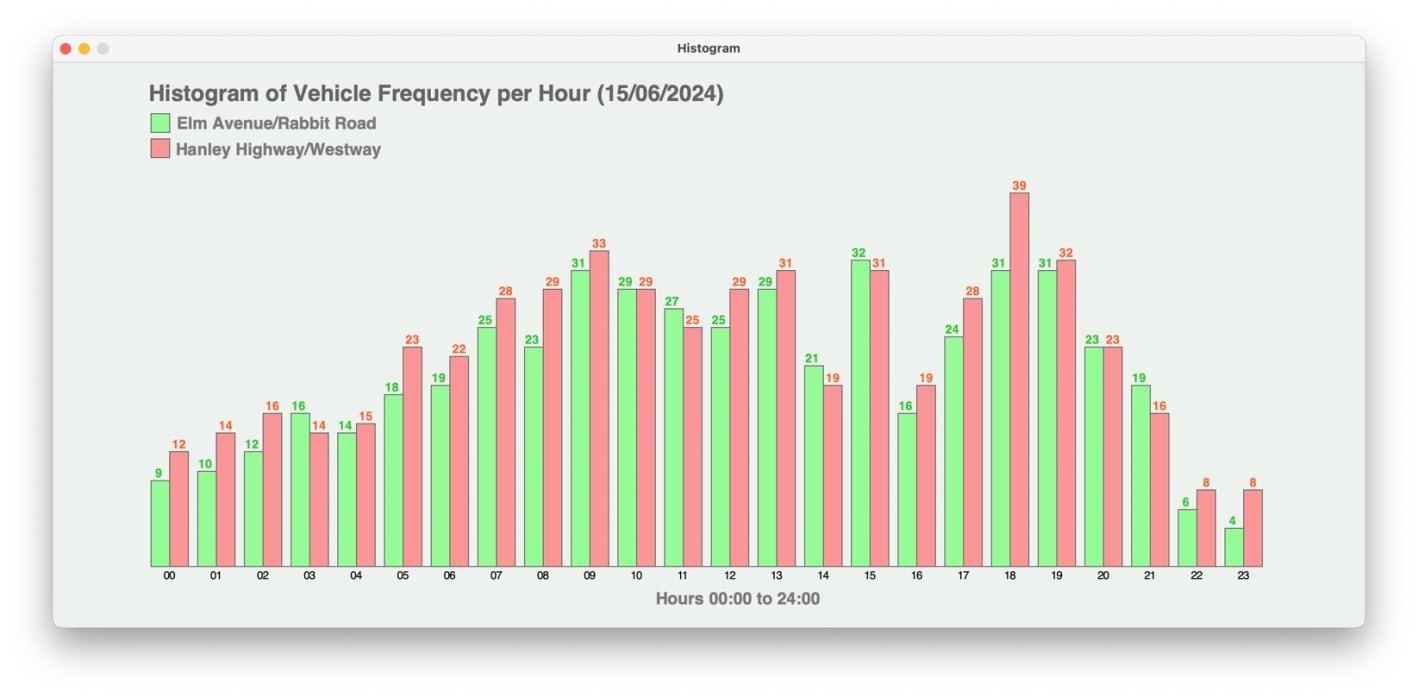 Histogram
Histogram of Vehicle Frequency per Hour (15/06/2024)
Elm Avenue/Rabbit Road
Hanley Highway/Westway
9 12 10 14 12 16 16 14 14 15 18 23 19 22 25 28 23 29 31 33 29 29 27 25 25 29 29 31 21 19 32 31 16 19 24 28 31 39 31 32 23 23 19 16 6 8 4 8
00 01 02 03 04 05 06 07 08 09 10 11 12 13 14 15 16 17 18 19 20 21 22 23
Hours 00:00 to 24:00